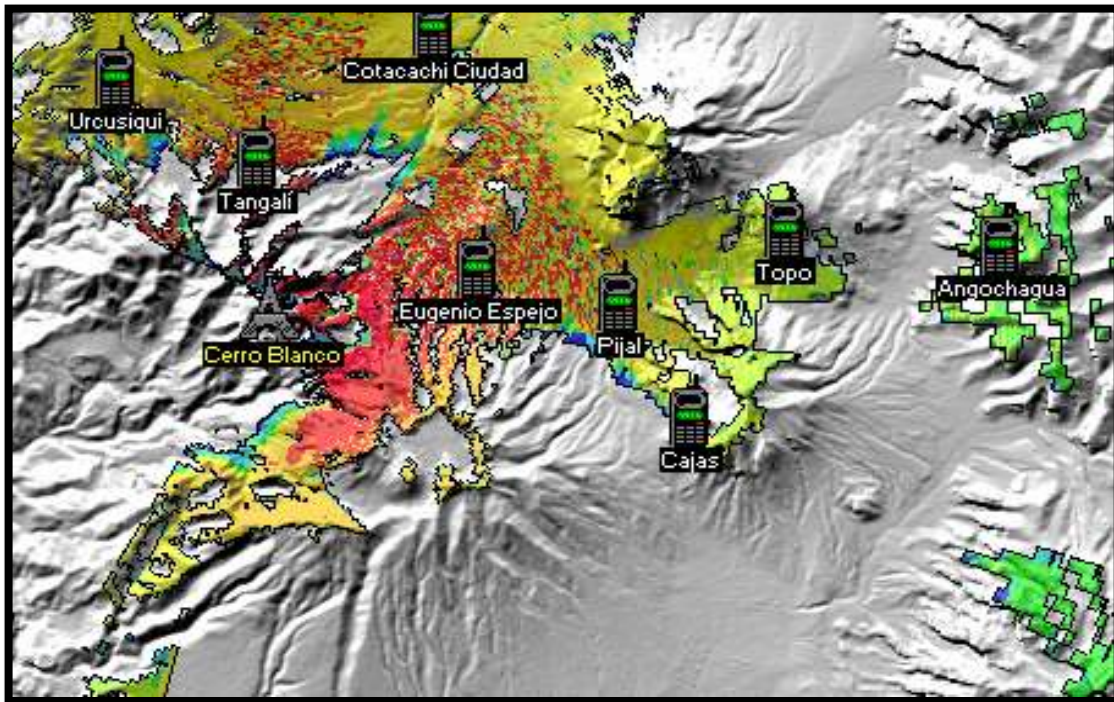 Cotacachi Ciudad
Urcusiqui
Tangali
Topo
Angochagua
Eugenio Espejo
Pijal
Cerro Blanco
Cajas